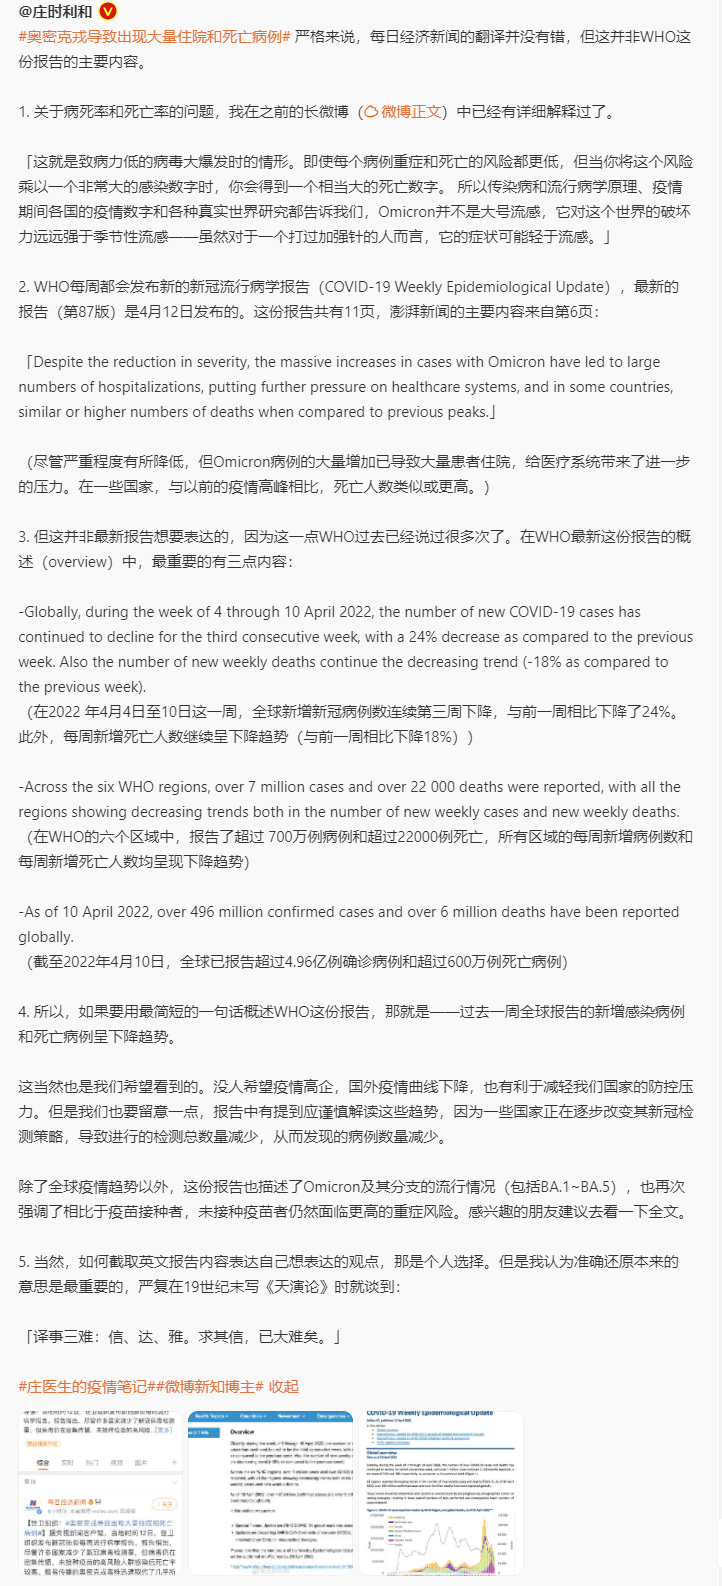 @庄时利和
#奥密克戎导致出现大量住院和死亡病例# 严格来说，每日经济新闻的翻译并没有错，但这并非WHO这
份报告的主要内容。
1. 关于病死率和死亡率的问题，我在之前的长微博（微博正文）中已经有详细解释过了。
「这就是致病力低的病毒大爆发时的情形。即使每个病例重症和死亡的风险都更低，但当你将这个风险
乘以一个非常大的感染数字时，你会得到一个相当大的死亡数字。 所以传染病和流行病学原理、疫情
期间各国的疫情数字和各种真实世界研究都告诉我们，Omicron并不是大号流感，它对这个世界的破坏
力远远强于季节性流感——虽然对于一个打过加强针的人而言，它的症状可能轻于流感。」
2. WHO每周都会发布新的新冠流行病学报告（COVID-19 Weekly Epidemiological Update），最新的
报告（第87版）是4月12日发布的。这份报告共有11页，澎湃新闻的主要内容来自第6页：
「Despite the reduction in severity, the massive increases in cases with Omicron have led to large
numbers of hospitalizations, putting further pressure on healthcare systems, and in some countries,
similar or higher numbers of deaths when compared to previous peaks.」
（尽管严重程度有所降低，但Omicron病例的大量增加已导致大量患者住院，给医疗系统带来了进一步
的压力。在一些国家，与以前的疫情高峰相比，死亡人数类似或更高。）
3. 但这并非最新报告想要表达的，因为这一点WHO过去已经说过很多次了。在WHO最新这份报告的概
述（overview）中，最重要的有三点内容：
-Globally, during the week of 4 through 10 April 2022, the number of new COVID-19 cases has
continued to decline for the third consecutive week, with a 24% decrease as compared to the previous
week. Also the number of new weekly deaths continue the decreasing trend (-18% as compared to
the previous week).
（在2022 年4月4日至10日这一周，全球新增新冠病例数连续第三周下降，与前一周相比下降了24%。
此外，每周新增死亡人数继续呈下降趋势（与前一周相比下降18%））
-Across the six WHO regions, over 7 million cases and over 22 000 deaths were reported, with all the
regions showing decreasing trends both in the number of new weekly cases and new weekly deaths.
（在WHO的六个区域中，报告了超过 700万例病例和超过22000例死亡，所有区域的每周新增病例数和
每周新增死亡人数均呈现下降趋势）
-As of 10 April 2022, over 496 million confirmed cases and over 6 million deaths have been reported
globally.
（截至2022年4月10日，全球已报告超过4.96亿例确诊病例和超过600万例死亡病例）
4. 所以，如果要用最简短的一句话概述WHO这份报告，那就是——过去一周全球报告的新增感染病例
和死亡病例呈下降趋势。
这当然也是我们希望看到的。没人希望疫情高企，国外疫情曲线下降，也有利于减轻我们国家的防控压
力。但是我们也要留意一点，报告中有提到应谨慎解读这些趋势，因为一些国家正在逐步改变其新冠检
测策略，导致进行的检测总数量减少，从而发现的病例数量减少。
除了全球疫情趋势以外，这份报告也描述了Omicron及其分支的流行情况（包括BA.1~BA.5），也再次
强调了相比于疫苗接种者，未接种疫苗者仍然面临更高的重症风险。感兴趣的朋友建议去看一下全文。
5. 当然，如何截取英文报告内容表达自己想表达的观点，那是个人选择。但是我认为准确还原本来的
意思是最重要的，严复在19世纪末写《天演论》时就谈到：
「译事三难：信、达、雅。求其信，已大难矣。」
#庄医生的疫情笔记##微博新知博主# 收起
综合 实时 热门 视频 图片
每日经济新闻
Overview
COVID-19 Weekly Epidemiological Update
Global overview